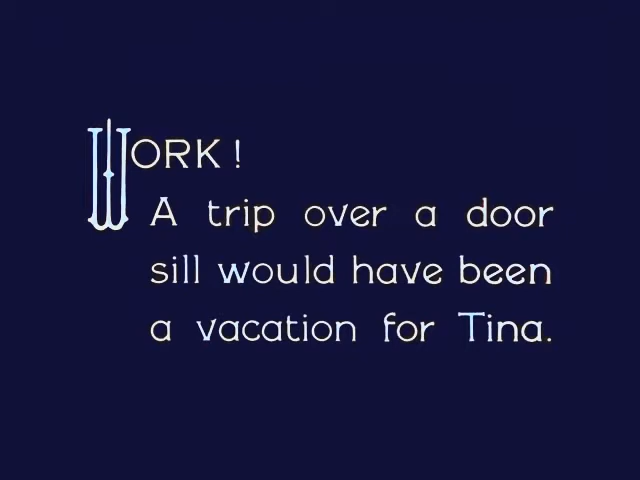 WORK!
A trip over a door
sill would have been
a vacation for Tina.